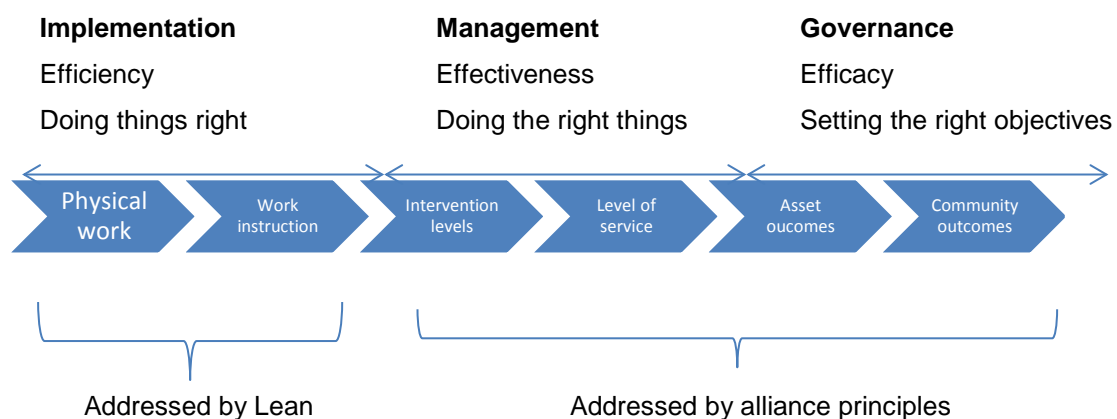 Implementation
Efficiency
Doing things right
Management
Effectiveness
Doing the right things
Governance
Efficacy
Setting the right objectives
Physical
work
Work
instruction
Intervention
levels
Level of
service
Asset
oucomes
Community
outcomes
Addressed by Lean
Addressed by alliance principles